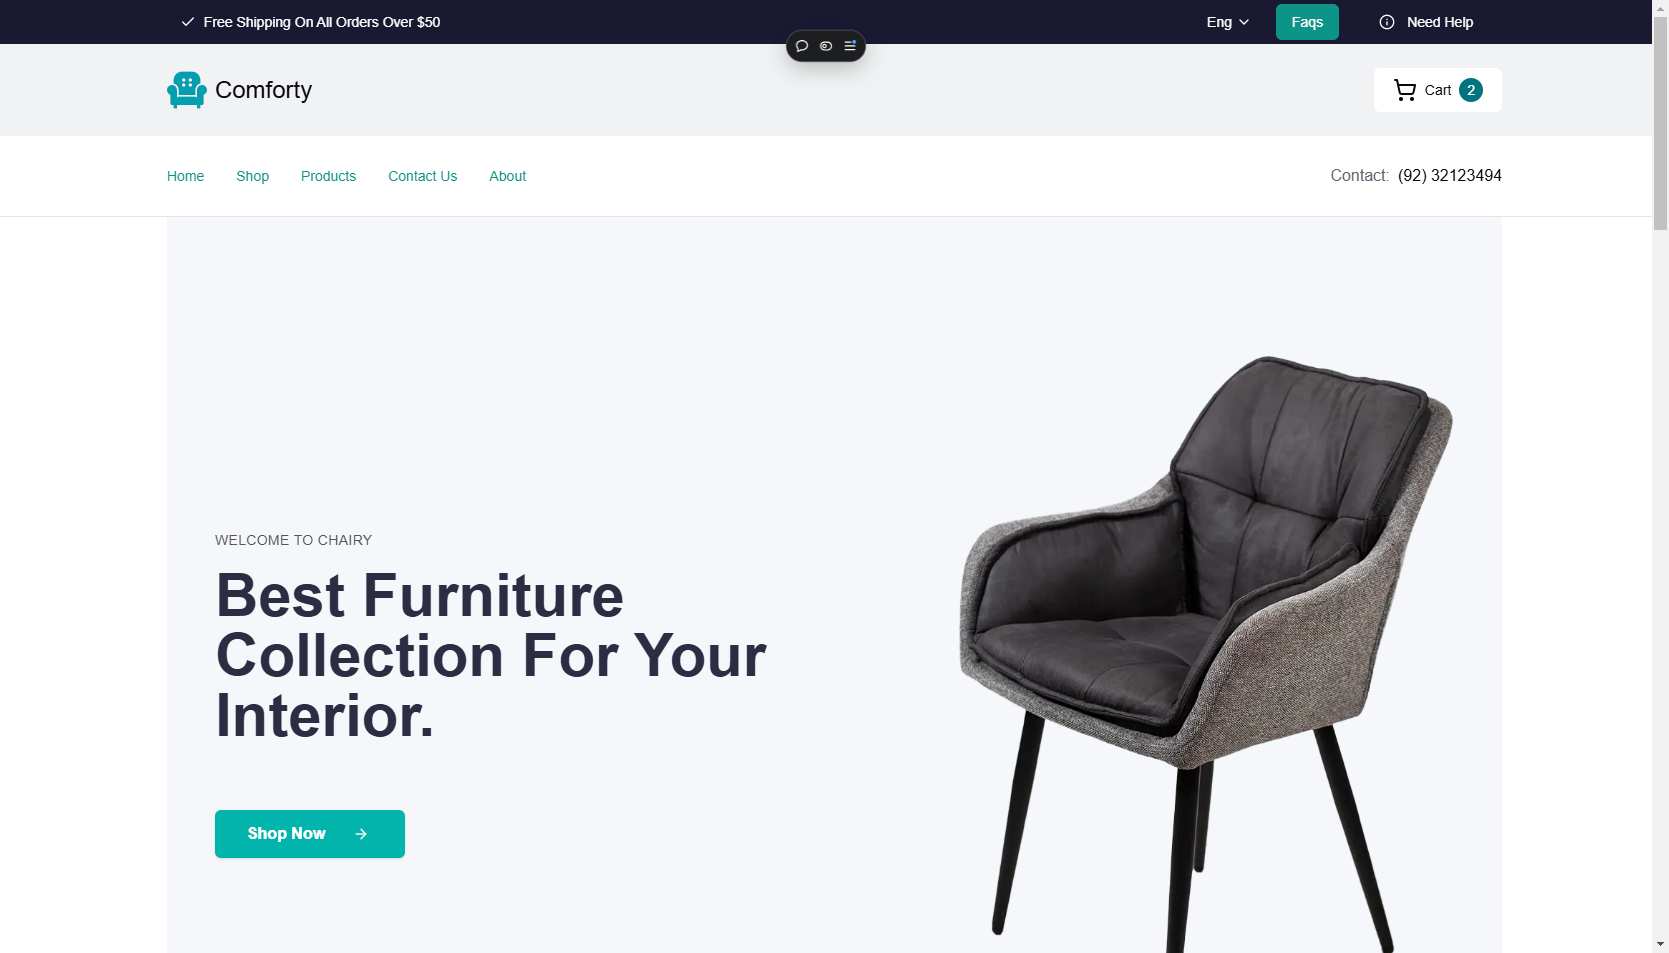 Free Shipping On All Orders Over $50
Eng
Faqs
Need Help
Comforty
Cart 2
Home
Shop
Products
Contact Us
About
Contact: (92) 32123494
WELCOME TO CHAIRY
Best Furniture
Collection For Your
Interior.
Shop Now